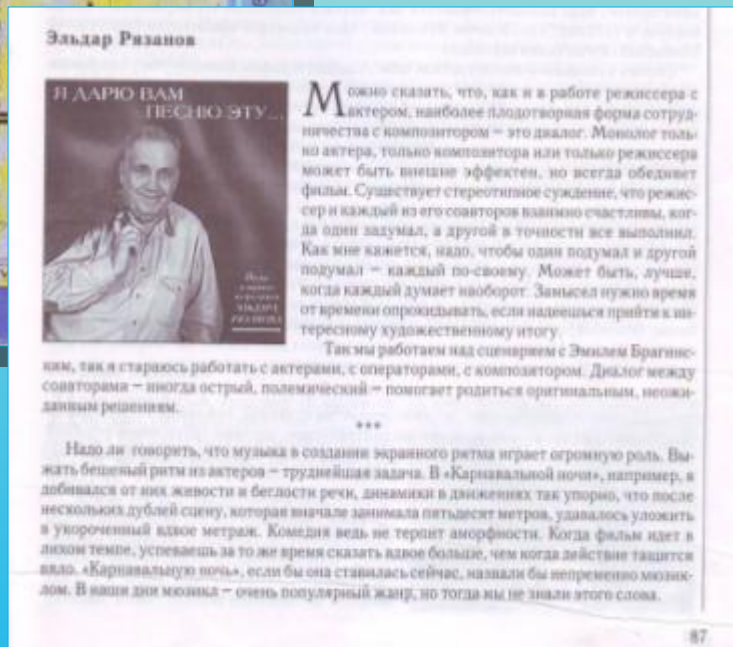 Эльдар Рязанов
Я ДАРЮ ВАМ
ПЕСНЮ ЭТУ...
Можно сказать, что, как и в работе режиссера с
актером, наиболее плодотворная форма сотруд-
ничества с композитором – это диалог. Монолог толь-
ко актера, только композитора или только режиссера
может быть внешне эффектен, но всегда обедняет
фильм. Существует стереотипное суждение, что режис-
сер и каждый из его соавторов взаимно счастливы, ког-
да один задумал, а другой в точности все выполнил.
Как мне кажется, надо, чтобы один подумал и другой
подумал – каждый по-своему. Может быть, лучше,
когда каждый думает наоборот. Замысел нужно время
от времени опрокидывать, если надеешься прийти к ин-
тересному художественному итогу.
Так мы работаем над сценарием с Эмилем Брагинс-
ким, так я стараюсь работать с актерами, с операторами, с композитором. Диалог между
соавторами – иногда острый, полемический – помогает родиться оригинальным, неожи-
данным решениям.
***
Надо ли говорить, что музыка в создании экранного ритма играет огромную роль. Вы-
жать бешеный ритм из актеров – труднейшая задача. В «Карнавальной ночи», например, я
добивался от них живости и беглости речи, динамики в движениях так упорно, что после
нескольких дублей сцену, которая вначале занимала пятьдесят метров, удавалось уложить
в укороченный вдвое метраж. Комедия ведь не терпит аморфности. Когда фильм идет в
лихом темпе, успеваешь за то же время сказать вдвое больше, чем когда действие тащится
вяло. «Карнавальную ночь», если бы она ставилась сейчас, назвали бы непременно мюзик-
лом. В наши дни мюзикл – очень популярный жанр, но тогда мы не знали этого слова.
87